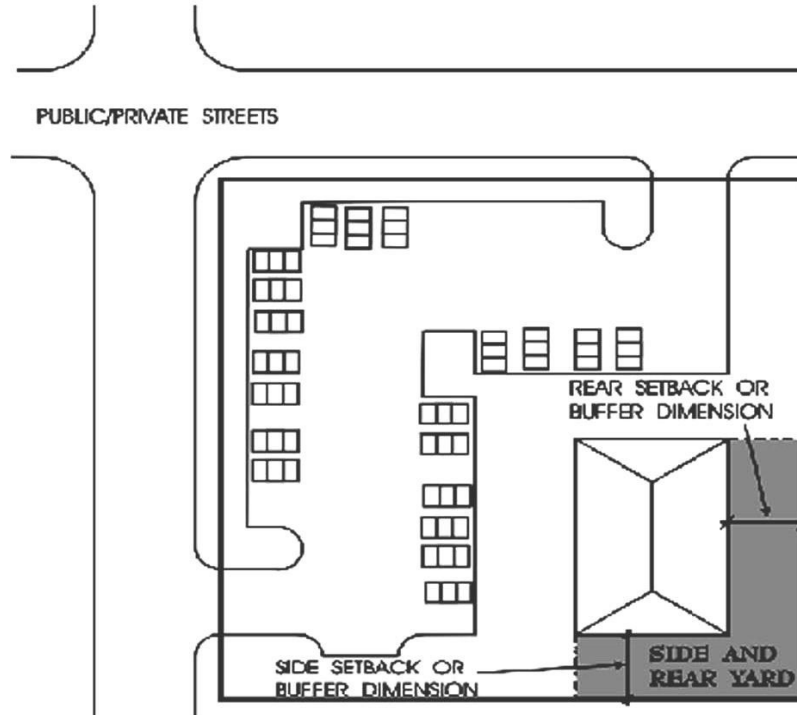 PUBLIC/PRIVATE STREETS
REAR SETBACK OR
BUFFER DIMENSION
SIDE SETBACK OR
BUFFER DIMENSION
SIDE AND
REAR YARD